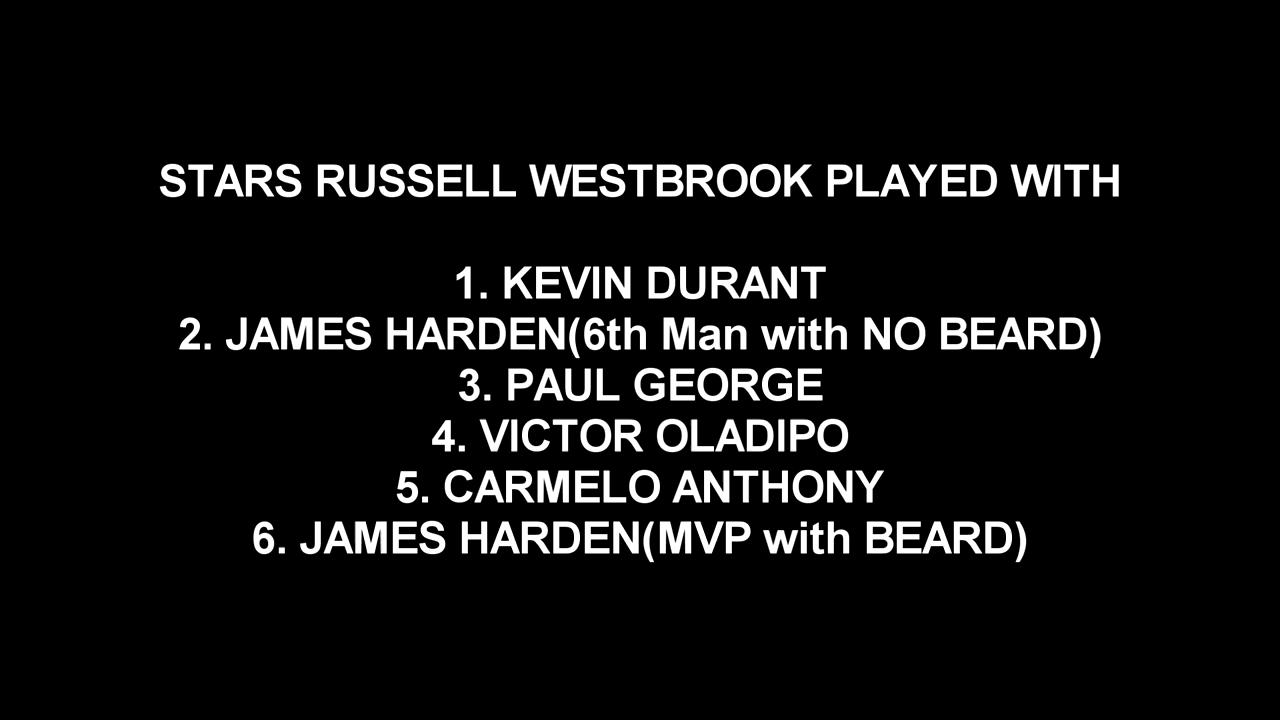 STARS RUSSELL WESTBROOK PLAYED WITH
1. KEVIN DURANT
2. JAMES HARDEN(6th Man with NO BEARD)
3. PAUL GEORGE
4. VICTOR OLADIPO
5. CARMELO ANTHONY
6. JAMES HARDEN(MVP with BEARD)